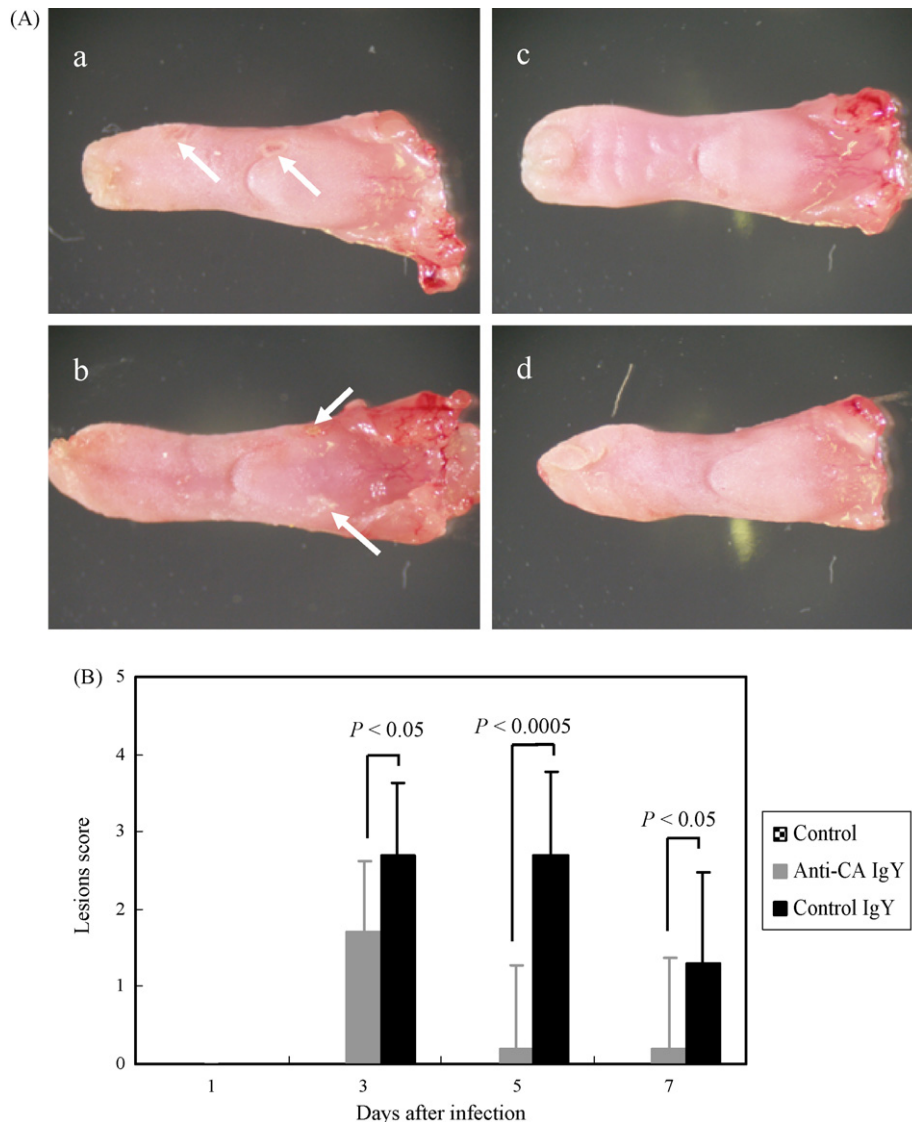 (A)
a
c
b
d
(B)
5
4
3
2
1
0
P < 0.05
P < 0.0005
P < 0.05
Lesions score
1 3 5 7
Days after infection
Control
Anti-CA IgY
Control IgY